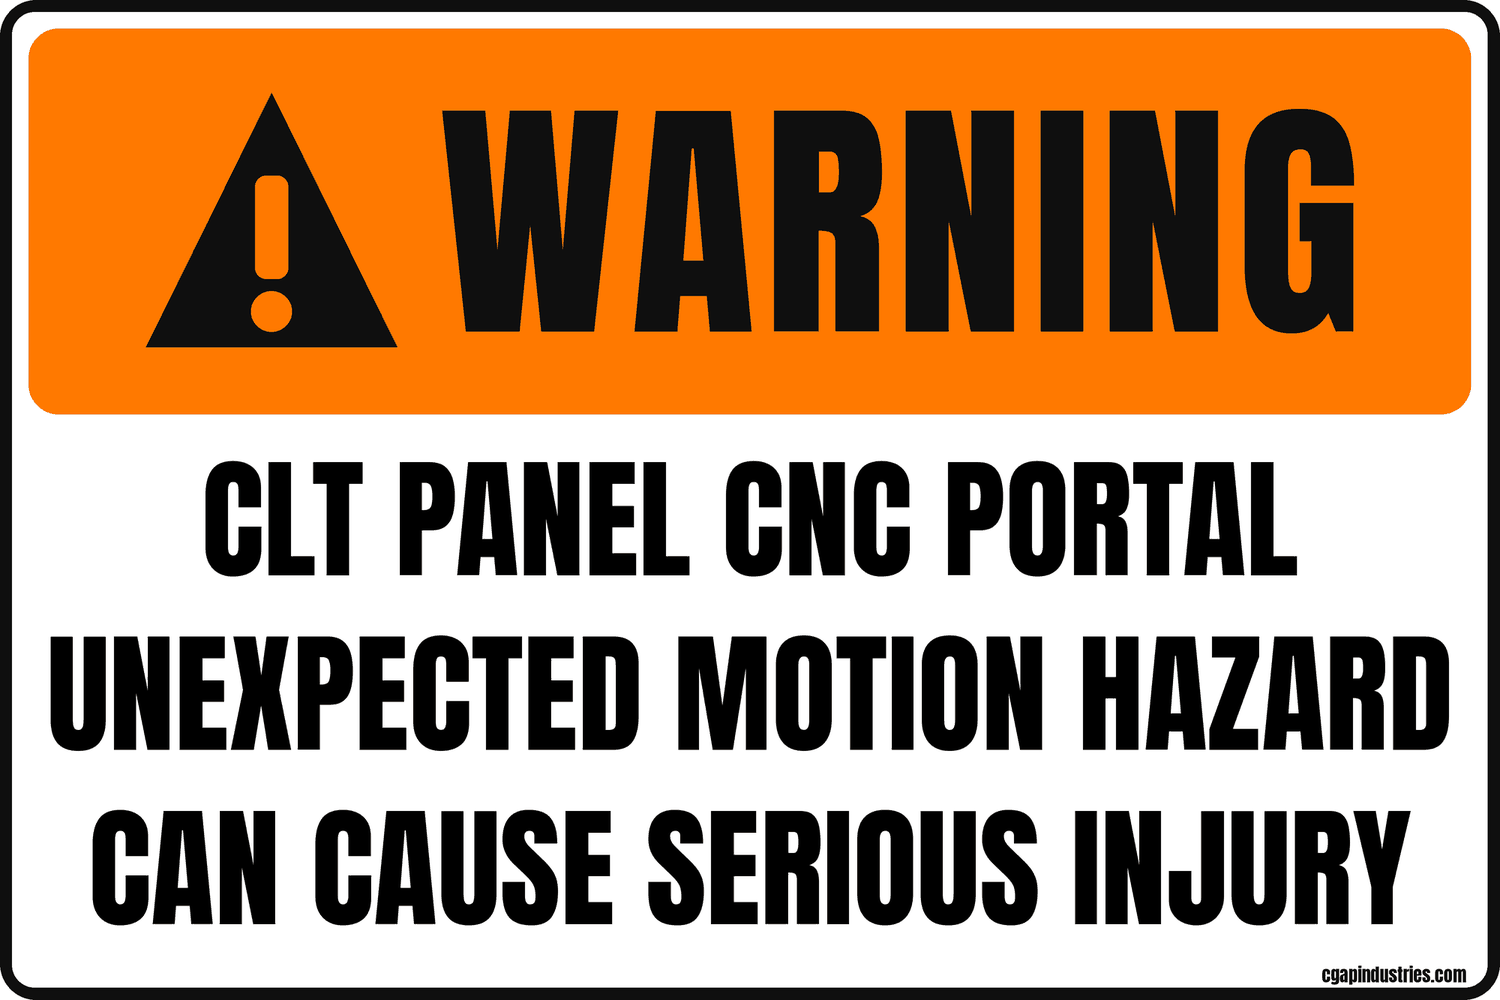 WARNING
CLT PANEL CNC PORTAL
UNEXPECTED MOTION HAZARD
CAN CAUSE SERIOUS INJURY
cgapindustries.com